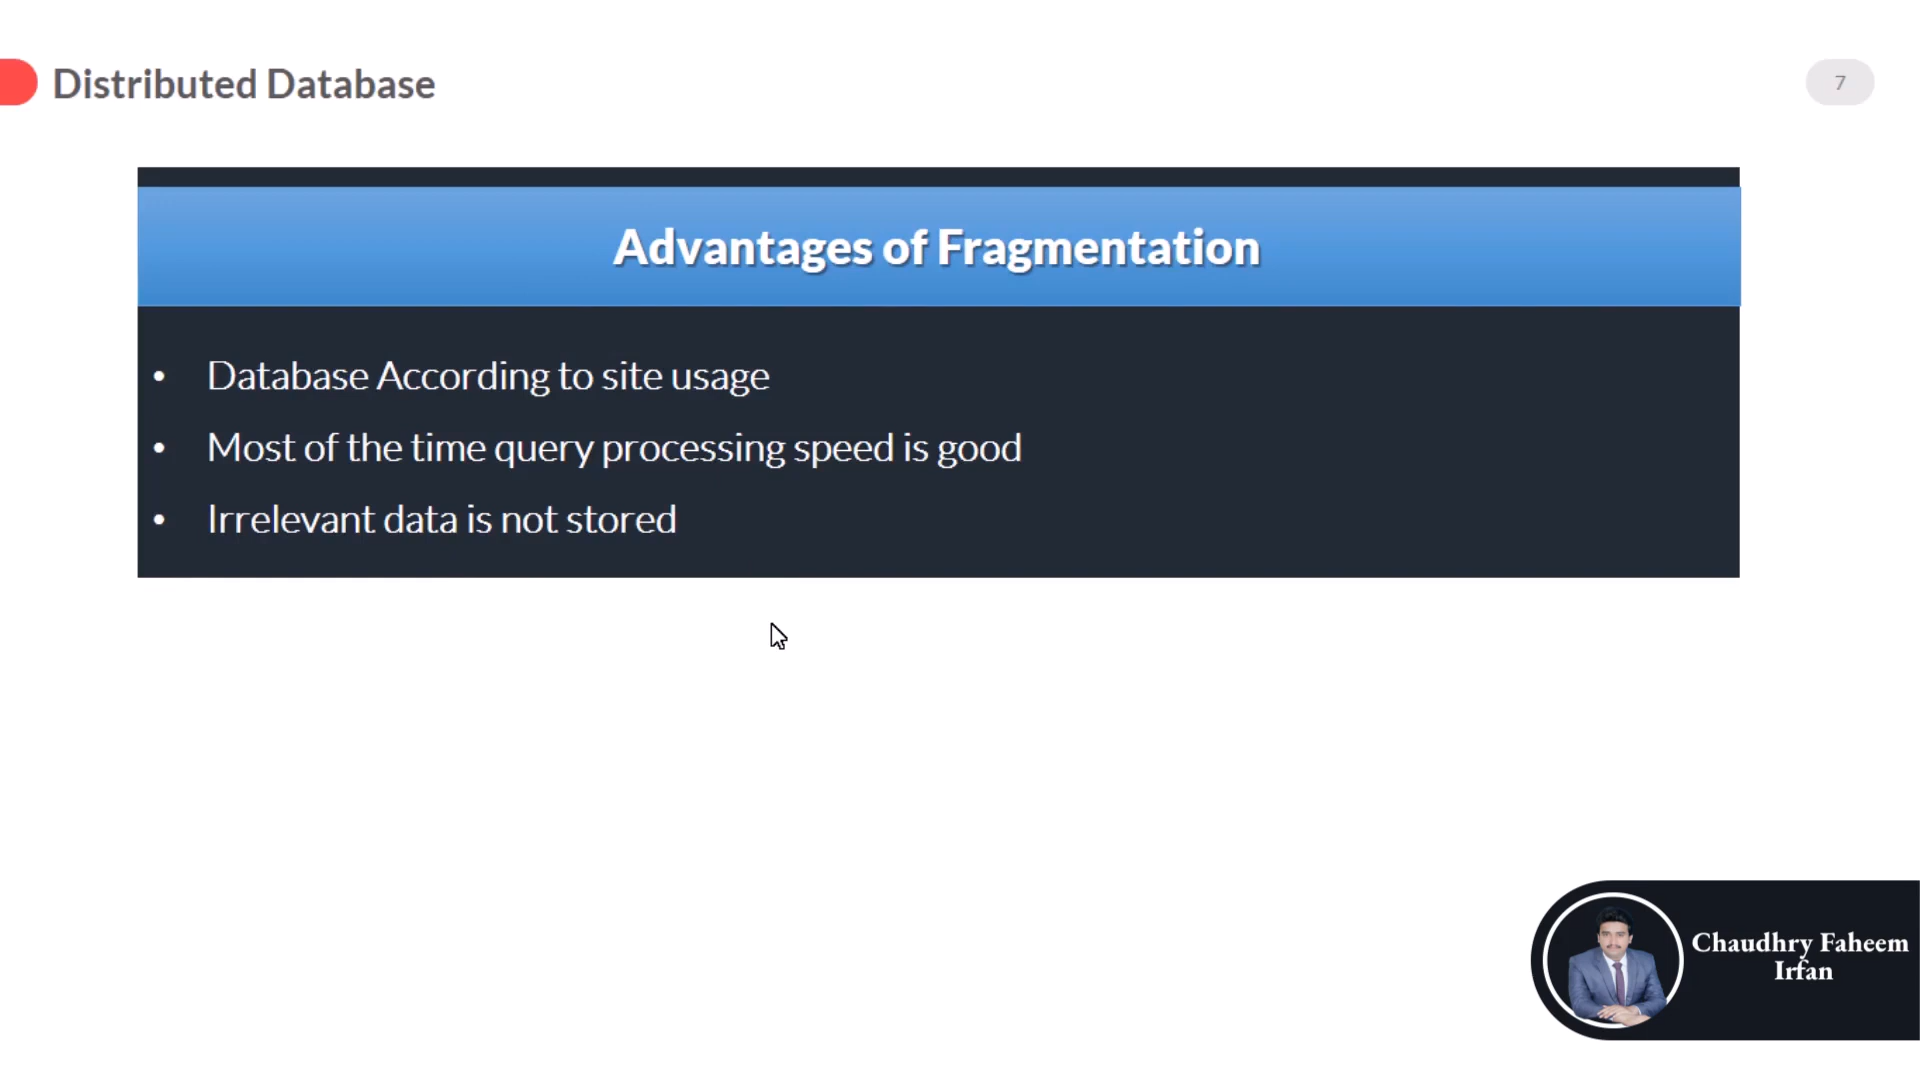 Distributed Database
7
Advantages of Fragmentation
• Database According to site usage
• Most of the time query processing speed is good
• Irrelevant data is not stored
Chaudhry Faheem
Irfan